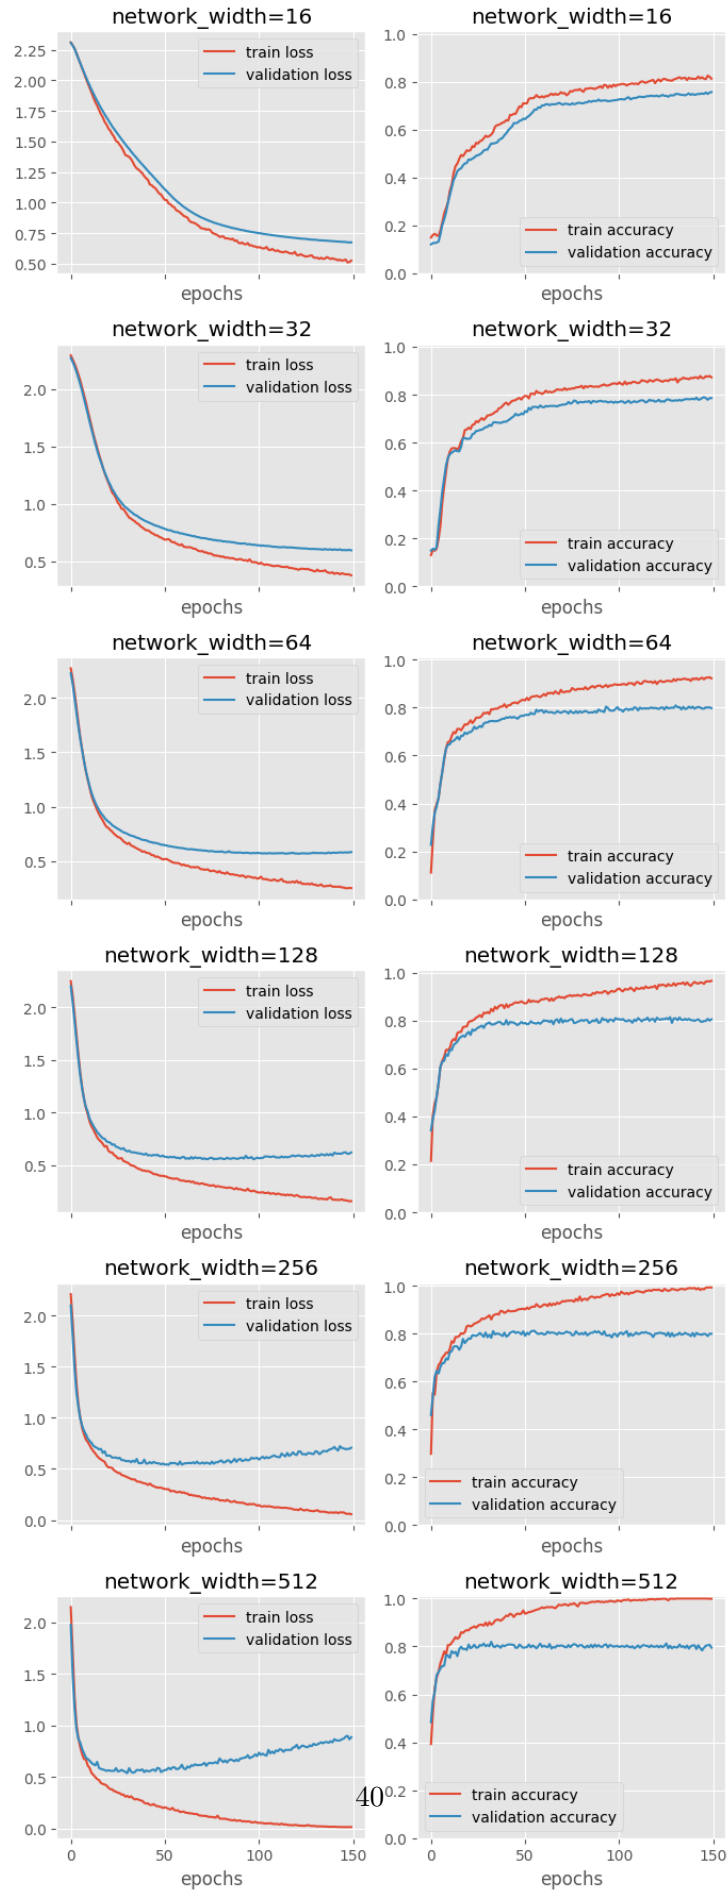 network_width=16
network_width=16
2.25
2.00
1.75
1.50
1.25
1.00
0.75
0.50
train loss
validation loss
epochs
1.0
0.8
0.6
0.4
0.2
0.0
train accuracy
validation accuracy
epochs
network_width=32
network_width=32
2.0
1.5
1.0
0.5
train loss
validation loss
epochs
1.0
0.8
0.6
0.4
0.2
0.0
train accuracy
validation accuracy
epochs
network_width=64
network_width=64
2.0
1.5
1.0
0.5
train loss
validation loss
epochs
1.0
0.8
0.6
0.4
0.2
0.0
train accuracy
validation accuracy
epochs
network_width=128
network_width=128
2.0
1.5
1.0
0.5
train loss
validation loss
epochs
1.0
0.8
0.6
0.4
0.2
0.0
train accuracy
validation accuracy
epochs
network_width=256
network_width=256
2.0
1.5
1.0
0.5
0.0
train loss
validation loss
epochs
1.0
0.8
0.6
0.4
0.2
0.0
train accuracy
validation accuracy
epochs
network_width=512
network_width=512
2.0
1.5
1.0
0.5
0.0
train loss
validation loss
0
50
100
150
epochs
40
1.0
0.8
0.6
0.4
0.2
0.0
train accuracy
validation accuracy
0
50
100
150
epochs